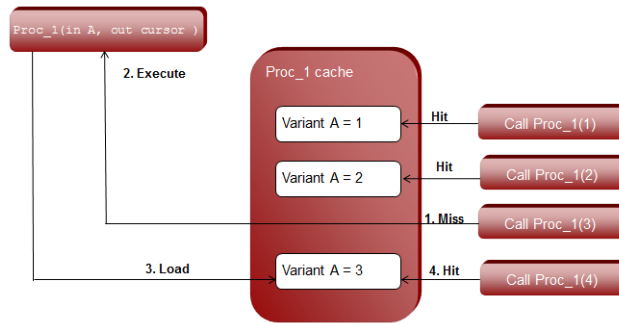 Proc_1(in A, out cursor )
2. Execute
Proc_1 cache
Variant A = 1
Hit
Call Proc_1(1)
Variant A = 2
Hit
Call Proc_1(2)
1. Miss
Call Proc_1(3)
3. Load
Variant A = 3
4. Hit
Call Proc_1(4)